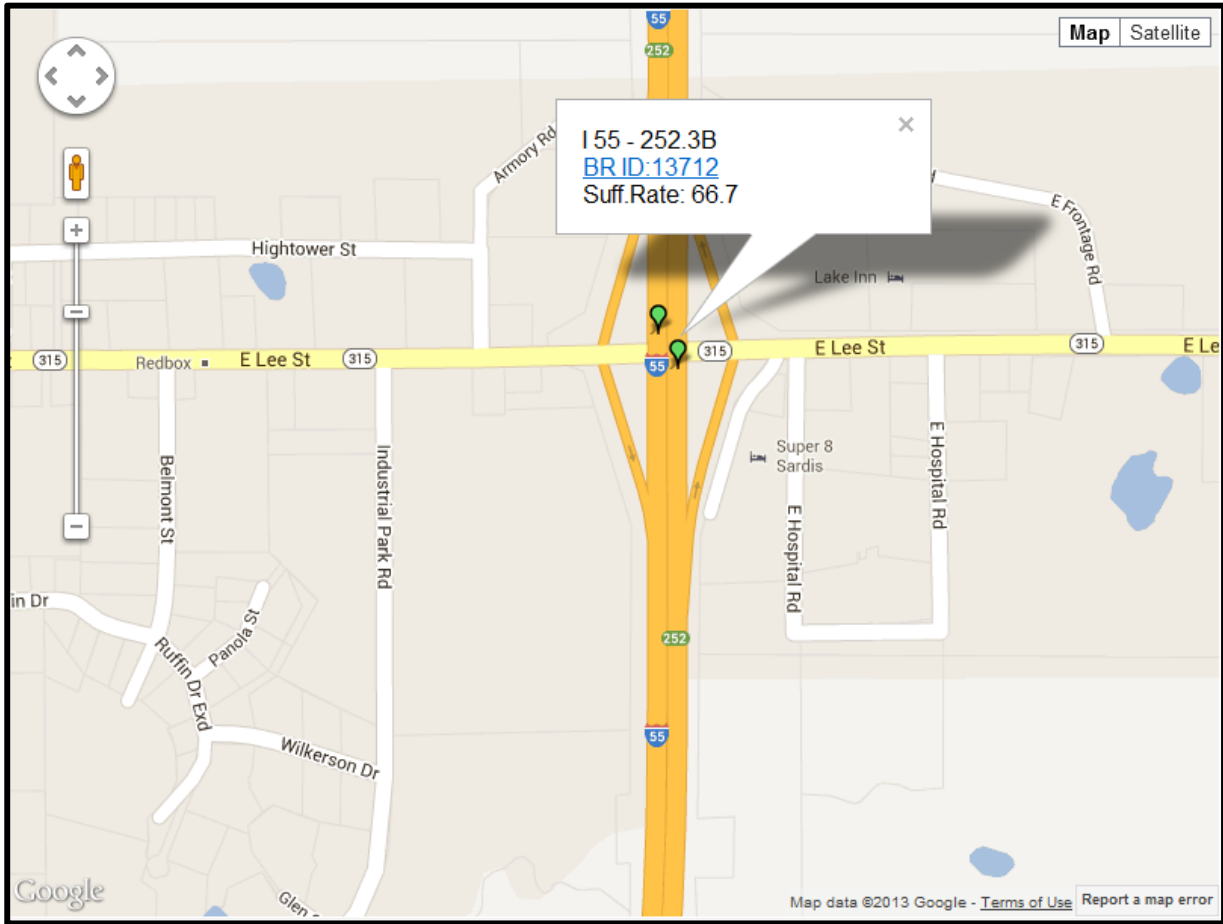 55
252
Map
Satellite
Armory Rd
I 55 - 252.3B
BR ID:13712
Suff.Rate: 66.7
×
E Frontage Rd
Hightower St
Lake Inn
315
Redbox
E Lee St
315
55
315
E Lee St
315
E Le
Super 8
Sardis
Belmont St
Industrial Park Rd
E Hospital Rd
E Hospital Rd
in Dr
Panola St
Ruffin Dr Exd
252
55
Wilkerson Dr
Glen
Google
Map data ©2013 Google - Terms of Use
Report a map error